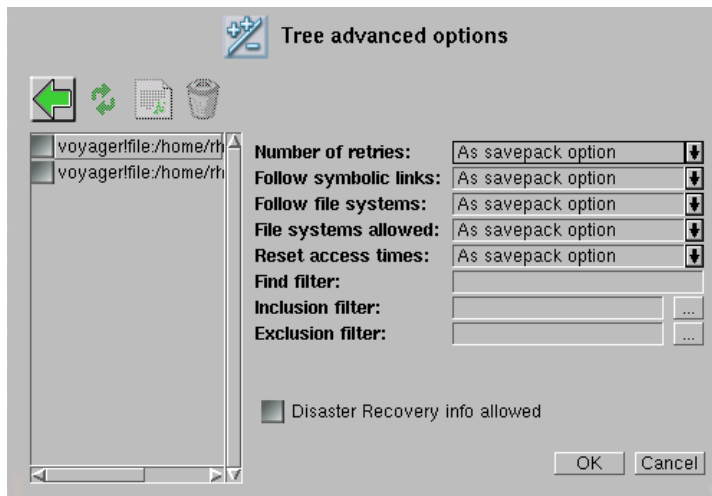 Tree advanced options
voyager!file:/home/rh
voyager!file:/home/rh
Number of retries: As savepack option
Follow symbolic links: As savepack option
Follow file systems: As savepack option
File systems allowed: As savepack option
Reset access times: As savepack option
Find filter:
Inclusion filter: ...
Exclusion filter: ...
Disaster Recovery info allowed
OK Cancel